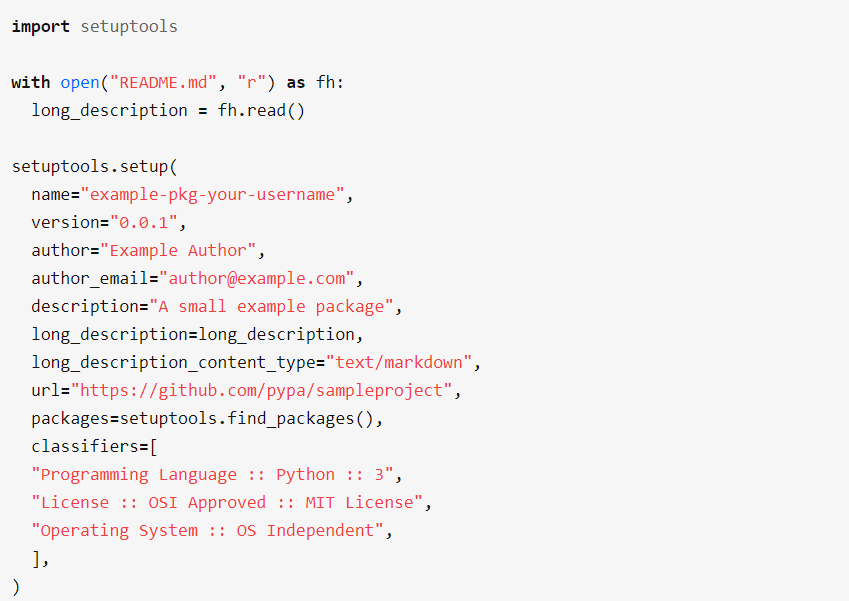 import setuptools
with open("README.md", "r") as fh:
long_description = fh.read()
setuptools.setup(
name="example-pkg-your-username",
version="0.0.1",
author="Example Author",
author_email="author@example.com",
description="A small example package",
long_description=long_description,
long_description_content_type="text/markdown",
url="https://github.com/pypa/sampleproject",
packages=setuptools.find_packages(),
classifiers=[
"Programming Language :: Python :: 3",
"License :: OSI Approved :: MIT License",
"Operating System :: OS Independent",
],
)